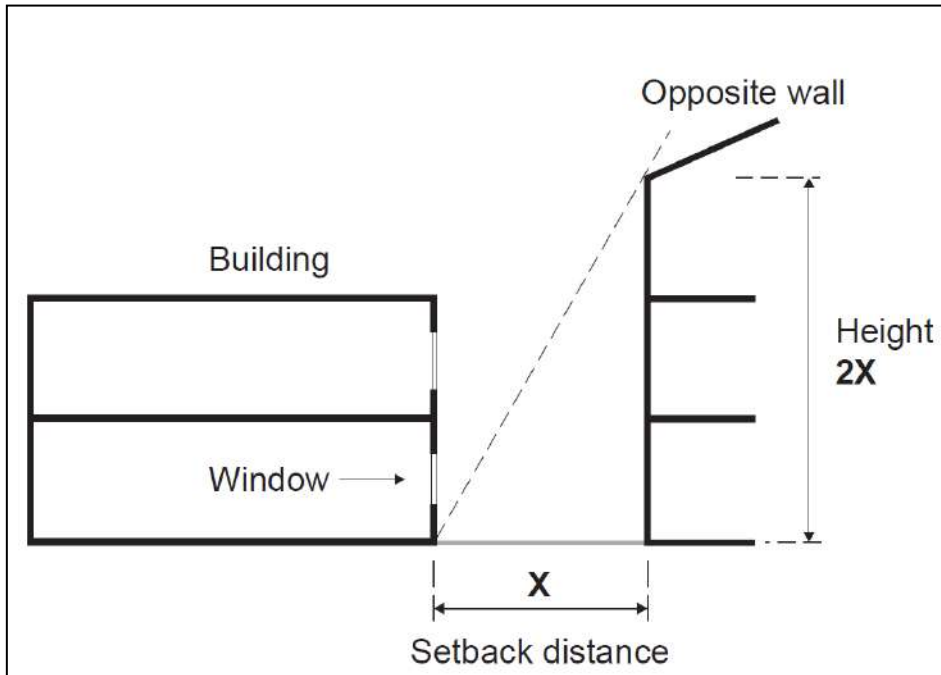 Opposite wall
Building
Height
2X
Window
X
Setback distance